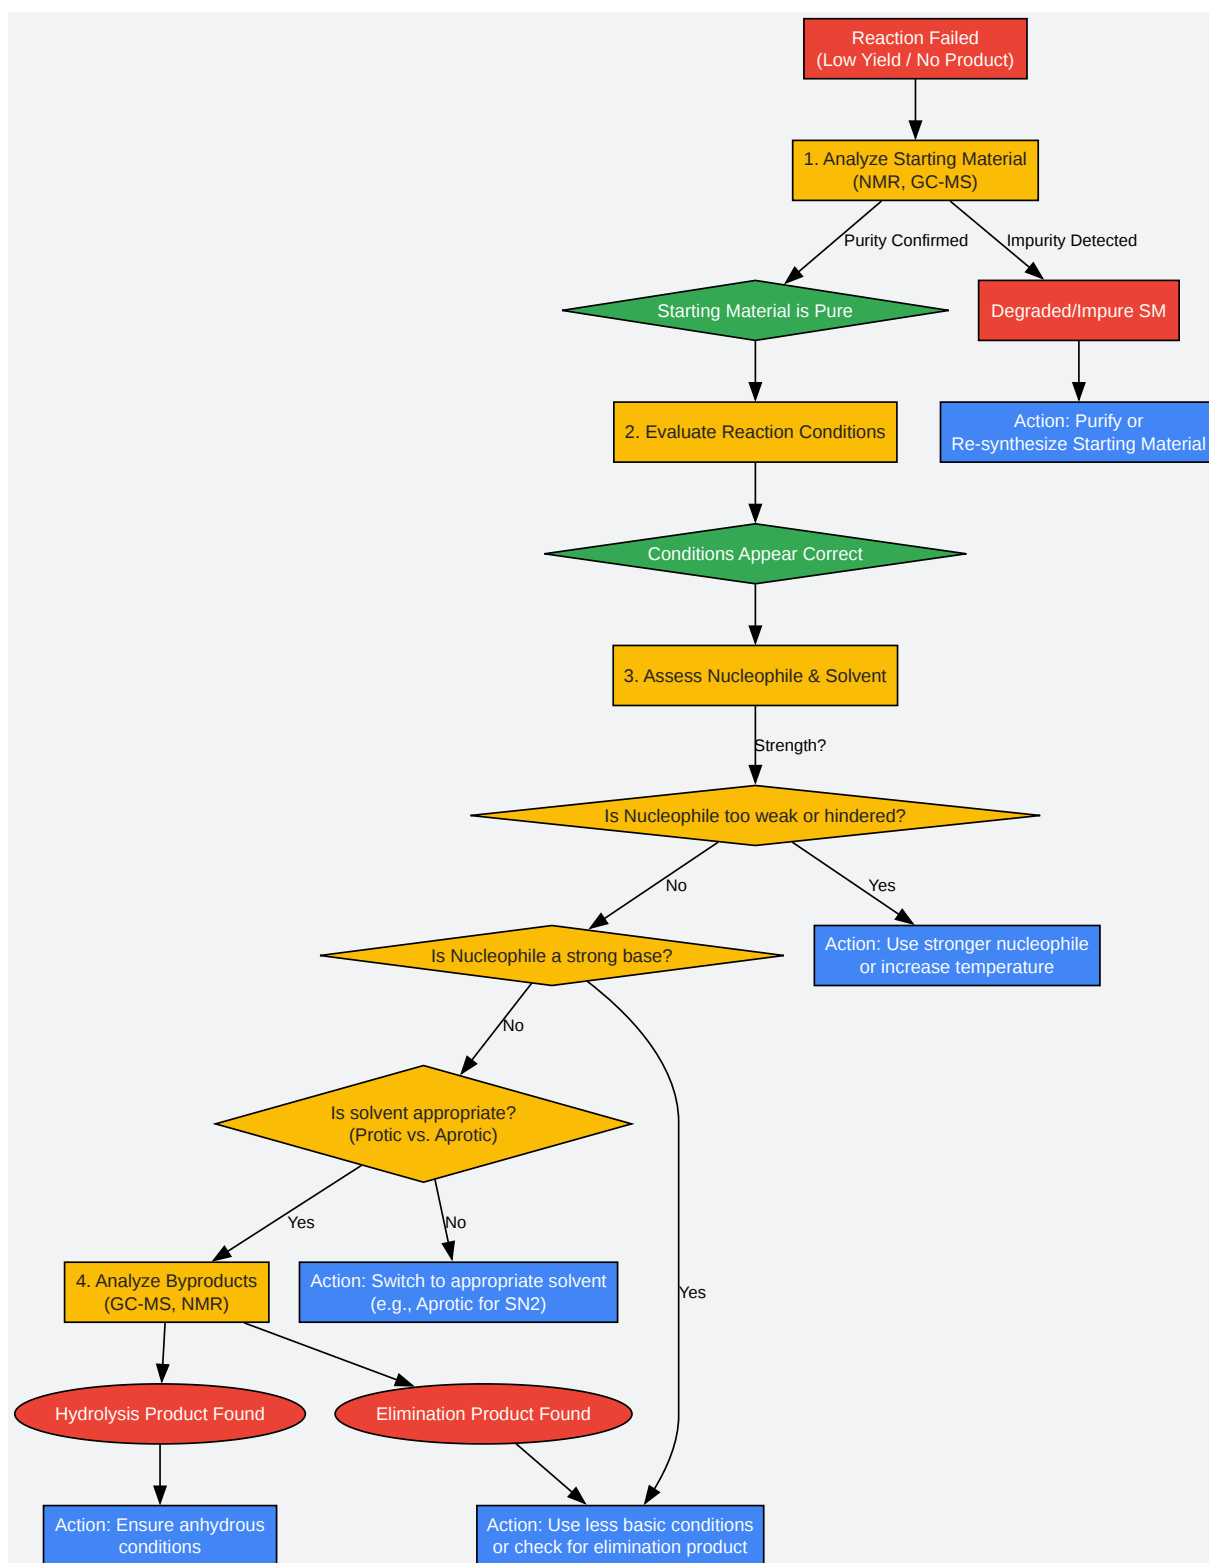 Reaction Failed
(Low Yield / No Product)
1. Analyze Starting Material
(NMR, GC-MS)
Purity Confirmed
Impurity Detected
Starting Material is Pure
Degraded/Impure SM
2. Evaluate Reaction Conditions
Action: Purify or
Re-synthesize Starting Material
Conditions Appear Correct
3. Assess Nucleophile & Solvent
Strength?
Is Nucleophile too weak or hindered?
No
Yes
Is Nucleophile a strong base?
Action: Use stronger nucleophile
or increase temperature
No
Is solvent appropriate?
(Protic vs. Aprotic)
Yes
No
4. Analyze Byproducts
(GC-MS, NMR)
Action: Switch to appropriate solvent
(e.g., Aprotic for SN2)
Yes
Hydrolysis Product Found
Elimination Product Found
Action: Ensure anhydrous
conditions
Action: Use less basic conditions
or check for elimination product